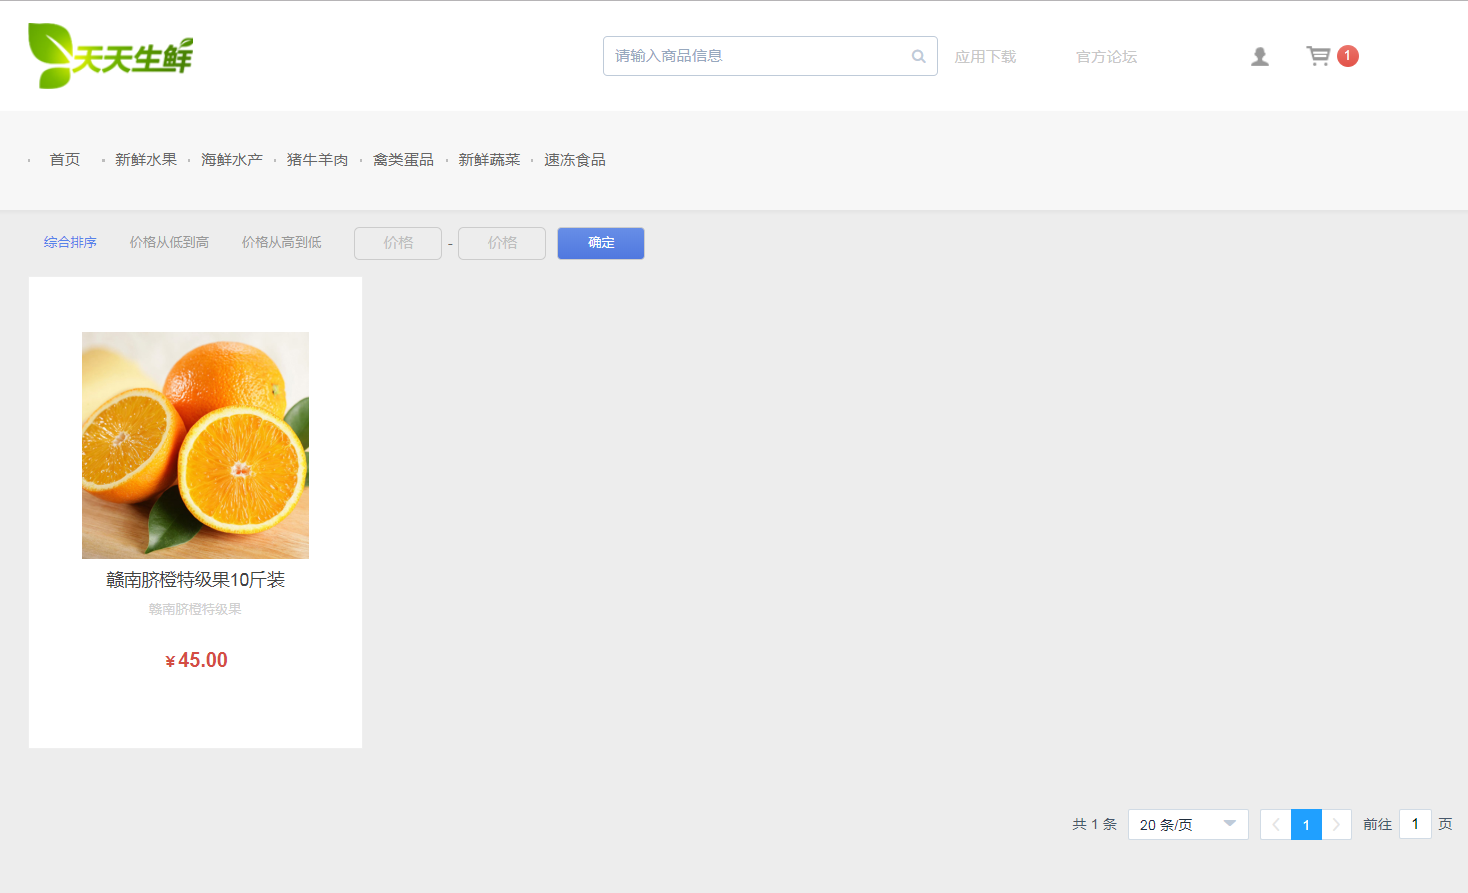 天天生鲜
请输入商品信息 应用下载 官方论坛 1
首页 新鲜水果 海鲜水产 猪牛羊肉 禽类蛋品 新鲜蔬菜 速冻食品
综合排序 价格从低到高 价格从高到低 价格 - 价格 确定
赣南脐橙特级果10斤装
赣南脐橙特级果
¥ 45.00
共 1 条 20 条/页 1 前往 1 页